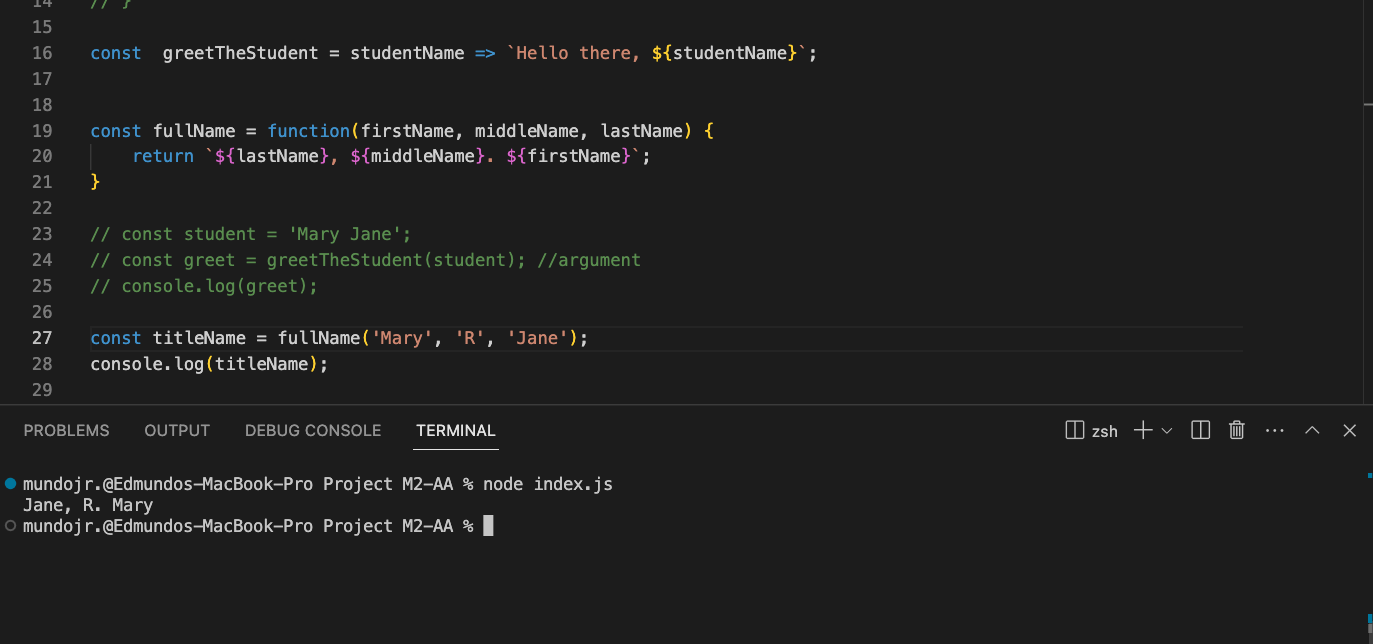 14 // }
15
16 const  greetTheStudent = studentName => `Hello there, ${studentName}`;
17
18
19 const fullName = function(firstName, middleName, lastName) {
20     return `${lastName}, ${middleName}. ${firstName}`;
21 }
22
23 // const student = 'Mary Jane';
24 // const greet = greetTheStudent(student); //argument
25 // console.log(greet);
26
27 const titleName = fullName('Mary', 'R', 'Jane');
28 console.log(titleName);
29
PROBLEMS OUTPUT DEBUG CONSOLE TERMINAL zsh
mundojr.@Edmundos-MacBook-Pro Project M2-AA % node index.js
Jane, R. Mary
mundojr.@Edmundos-MacBook-Pro Project M2-AA %